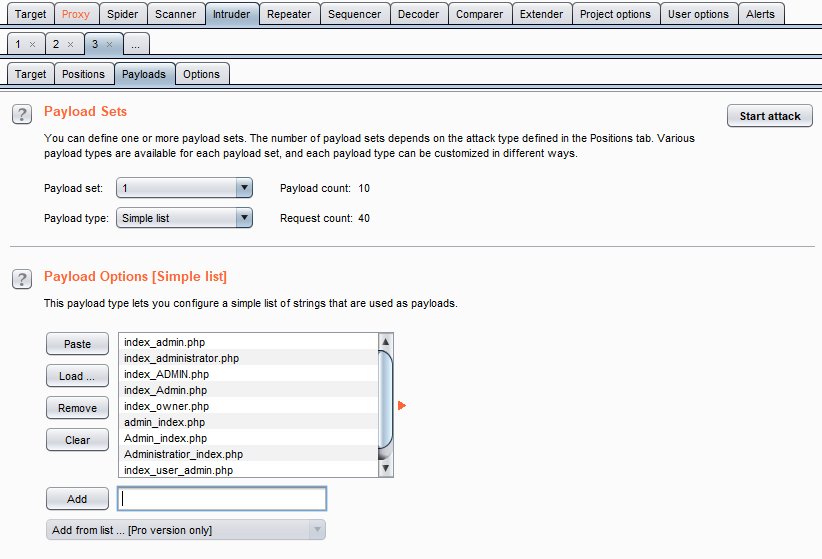 Target Proxy Spider Scanner Intruder Repeater Sequencer Decoder Comparer Extender Project options User options Alerts
1 × 2 × 3 × ...
Target Positions Payloads Options
? Payload Sets Start attack
You can define one or more payload sets. The number of payload sets depends on the attack type defined in the Positions tab. Various
payload types are available for each payload set, and each payload type can be customized in different ways.
Payload set: 1 Payload count: 10
Payload type: Simple list Request count: 40
? Payload Options [Simple list]
This payload type lets you configure a simple list of strings that are used as payloads.
Paste
Load ...
Remove
Clear
index_admin.php
index_administrator.php
index_ADMIN.php
index_Admin.php
index_owner.php
admin_index.php
Admin_index.php
Administratior_index.php
index_user_admin.php
Add
Add from list ... [Pro version only]